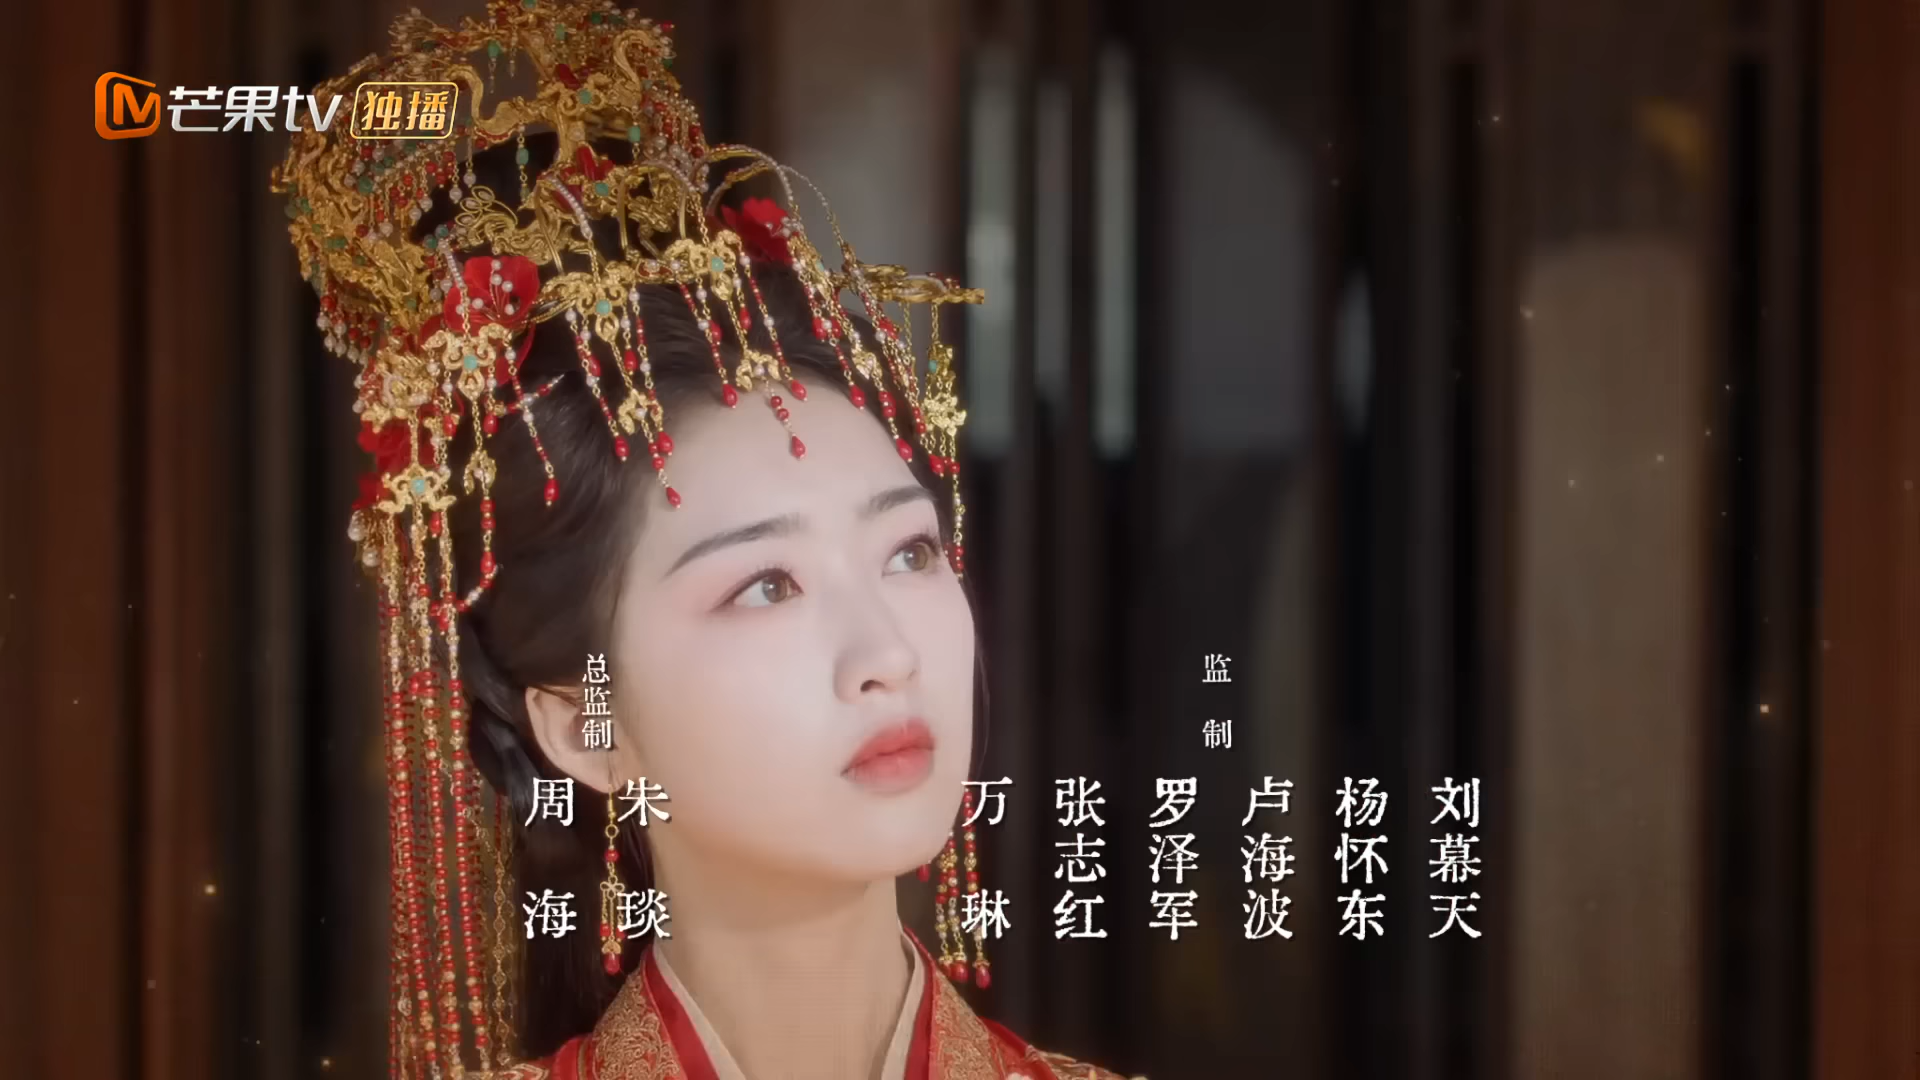 芒果tv 独播
总监制
周海
朱琰
监制
万琳
张志红
罗泽军
卢海波
杨怀东
刘幕天